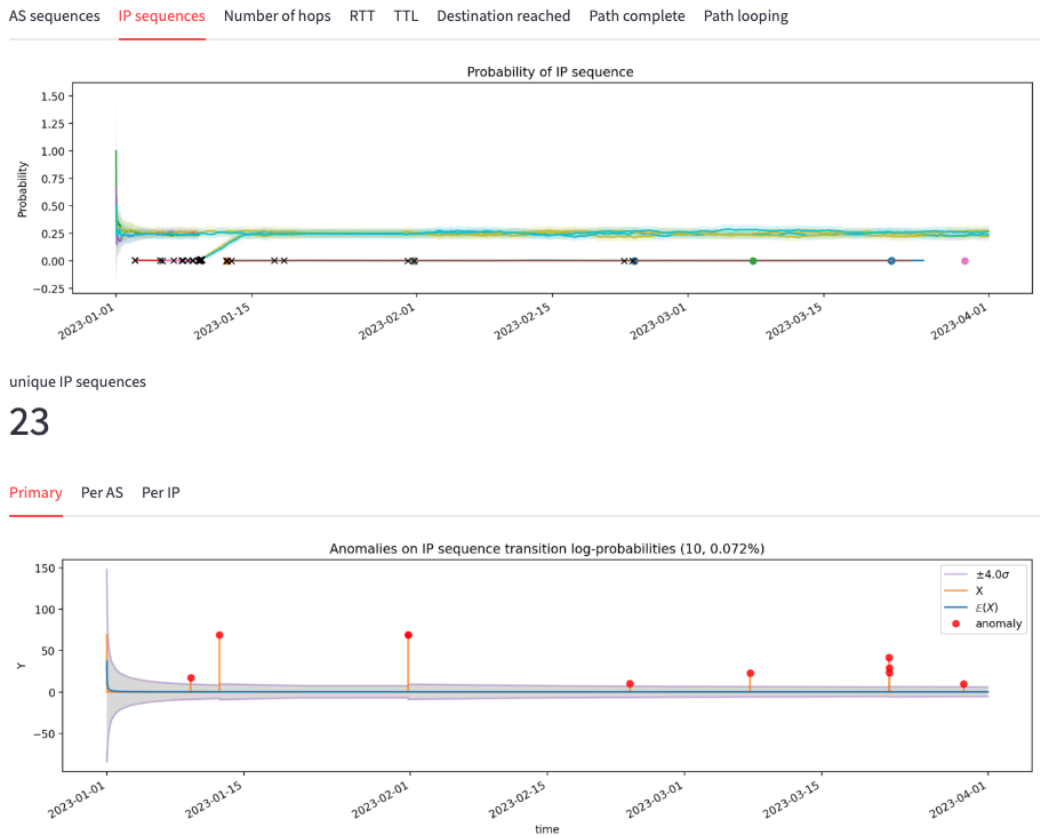 AS sequences IP sequences Number of hops RTT TTL Destination reached Path complete Path looping
Probability of IP sequence
Probability
1.50
1.25
1.00
0.75
0.50
0.25
0.00
−0.25
2023-01-01 2023-01-15 2023-02-01 2023-02-15 2023-03-01 2023-03-15 2023-04-01
unique IP sequences
23
Primary Per AS Per IP
Anomalies on IP sequence transition log-probabilities (10, 0.072%)
Y
150
100
50
0
−50
±4.0σ
X
𝔼(X)
anomaly
2023-01-01 2023-01-15 2023-02-01 2023-02-15 2023-03-01 2023-03-15 2023-04-01
time